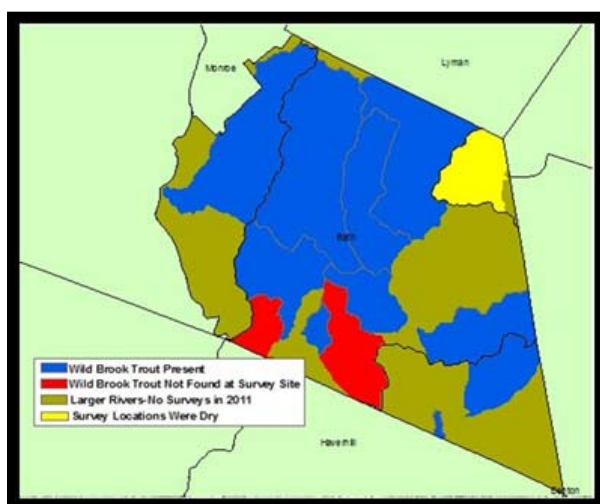 Monroe
Lyman
Bath
Wild Brook Trout Present
Wild Brook Trout Not Found at Survey Site
Larger Rivers-No Surveys in 2011
Survey Locations Were Dry
Haverhill
Benton